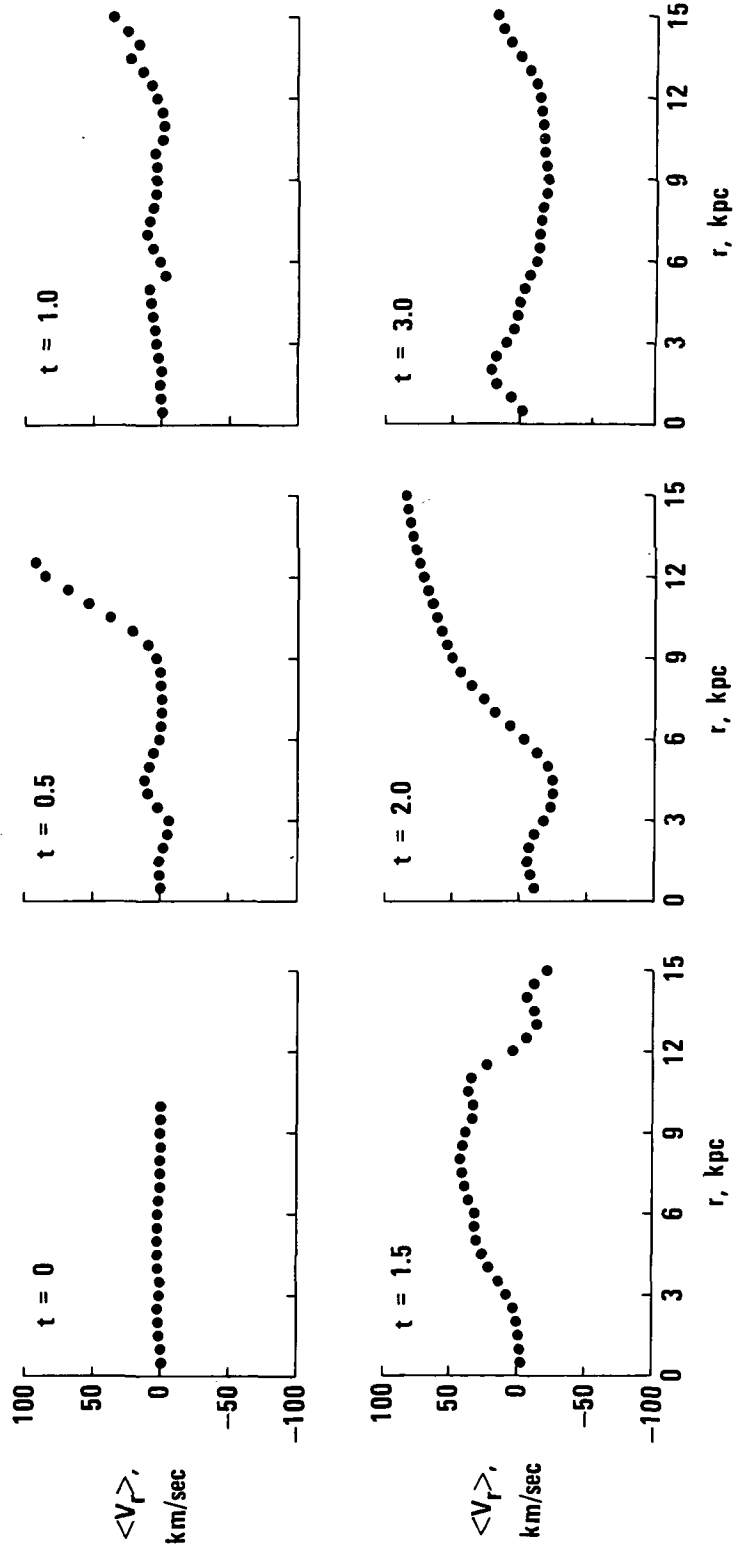 t = 0
t = 0.5
t = 1.0
100
50
0
−50
−100
<V_r>,
km/sec
t = 1.5
t = 2.0
t = 3.0
100
50
0
−50
−100
<V_r>,
km/sec
0 3 6 9 12 15
0 3 6 9 12 15
0 3 6 9 12 15
r, kpc
r, kpc
r, kpc